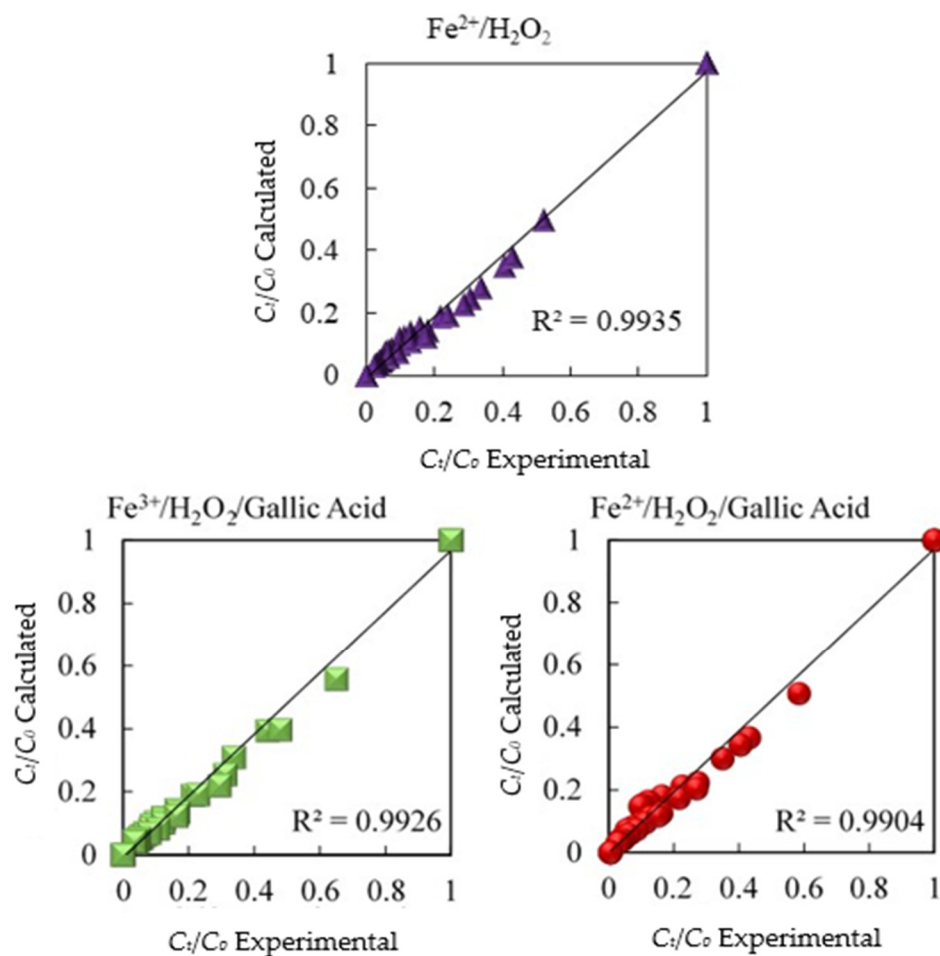 Fe²⁺/H₂O₂
1
0.8
0.6
0.4
0.2
0
Cₜ/C₀ Calculated
R² = 0.9935
0 0.2 0.4 0.6 0.8 1
Cₜ/C₀ Experimental
Fe³⁺/H₂O₂/Gallic Acid
1
0.8
0.6
0.4
0.2
0
Cₜ/C₀ Calculated
R² = 0.9926
0 0.2 0.4 0.6 0.8 1
Cₜ/C₀ Experimental
Fe²⁺/H₂O₂/Gallic Acid
1
0.8
0.6
0.4
0.2
0
Cₜ/C₀ Calculated
R² = 0.9904
0 0.2 0.4 0.6 0.8 1
Cₜ/C₀ Experimental